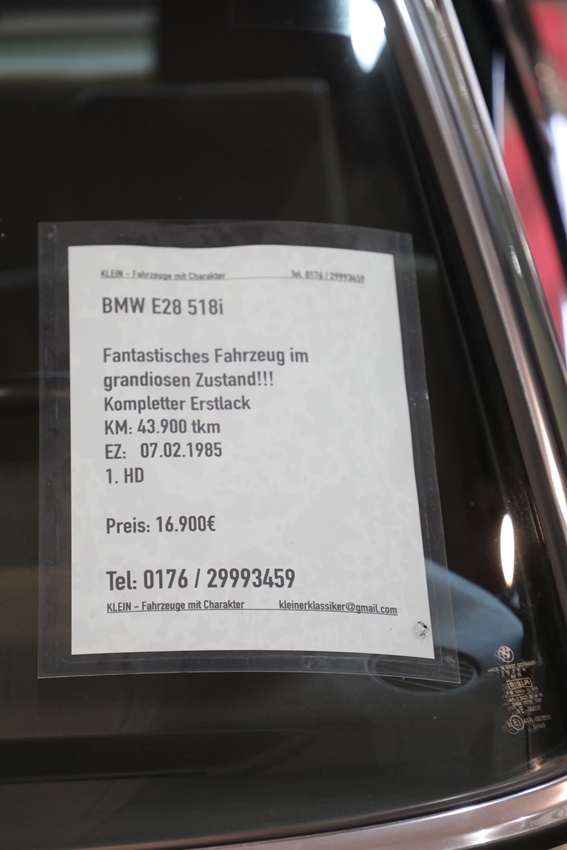 KLEIN - Fahrzeuge mit Charakter Tel. 0176 / 29993459
BMW E28 518i
Fantastisches Fahrzeug im
grandiosen Zustand!!!
Kompletter Erstlack
KM: 43.900 tkm
EZ: 07.02.1985
1. HD
Preis: 16.900€
Tel: 0176 / 29993459
KLEIN - Fahrzeuge mit Charakter kleinerklassiker@gmail.com